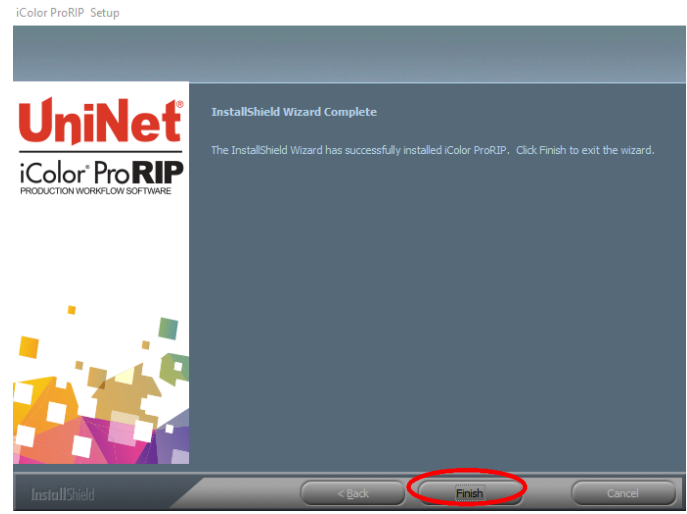 iColor ProRIP Setup
UniNet®
iColor® ProRIP
PRODUCTION WORKFLOW SOFTWARE
InstallShield Wizard Complete
The InstallShield Wizard has successfully installed iColor ProRIP. Click Finish to exit the wizard.
InstallShield
< Back
Finish
Cancel